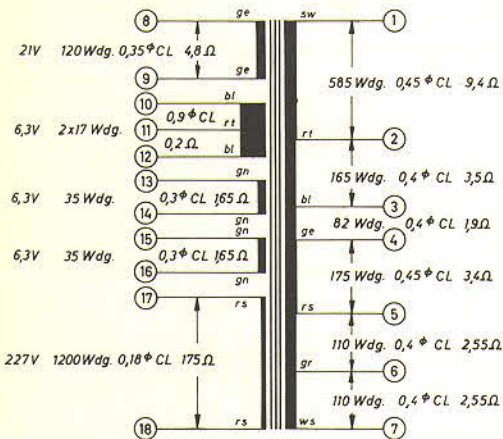 8 ge sw 1
21V 120 Wdg. 0,35 ⌀ CL 4,8 Ω
9 ge
585 Wdg. 0,45 ⌀ CL 9,4 Ω
10 bl
11 0,9 ⌀ CL rt
6,3V 2x17 Wdg. 0,2 Ω
12 bl
rt 2
165 Wdg. 0,4 ⌀ CL 3,5 Ω
13 gn
6,3V 35 Wdg. 0,3 ⌀ CL 1,65 Ω
14 gn
bl 3
82 Wdg. 0,4 ⌀ CL 1,9 Ω
15 gn
ge 4
6,3V 35 Wdg. 0,3 ⌀ CL 1,65 Ω
16 gn
175 Wdg. 0,45 ⌀ CL 3,4 Ω
17 rs
rs 5
110 Wdg. 0,4 ⌀ CL 2,55 Ω
227V 1200 Wdg. 0,18 ⌀ CL 175 Ω
gr 6
110 Wdg. 0,4 ⌀ CL 2,55 Ω
18 rs ws 7